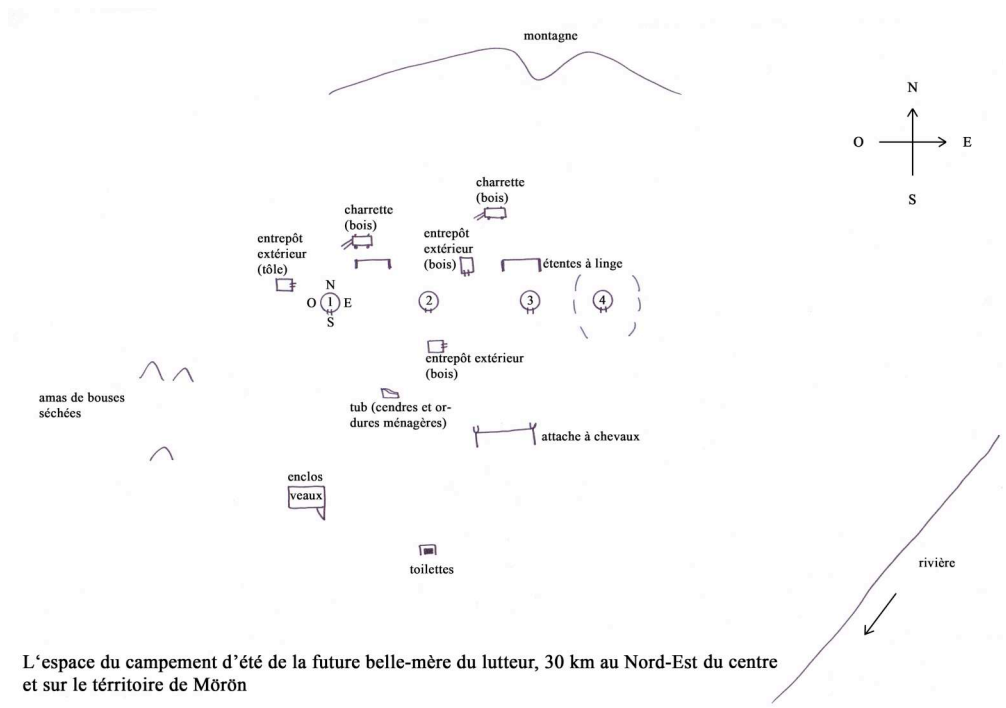 montagne
N
O
E
S
charrette
(bois)
charrette
(bois)
entrepôt
extérieur
(tôle)
entrepôt
extérieur
(bois)
étentes à linge
N
O
1
E
S
2
3
4
entrepôt extérieur
(bois)
amas de bouses
séchées
tub (cendres et or-
dures ménagères)
attache à chevaux
enclos
veaux
toilettes
rivière
L‘espace du campement d’été de la future belle-mère du lutteur, 30 km au Nord-Est du centre
et sur le térritoire de Mörön